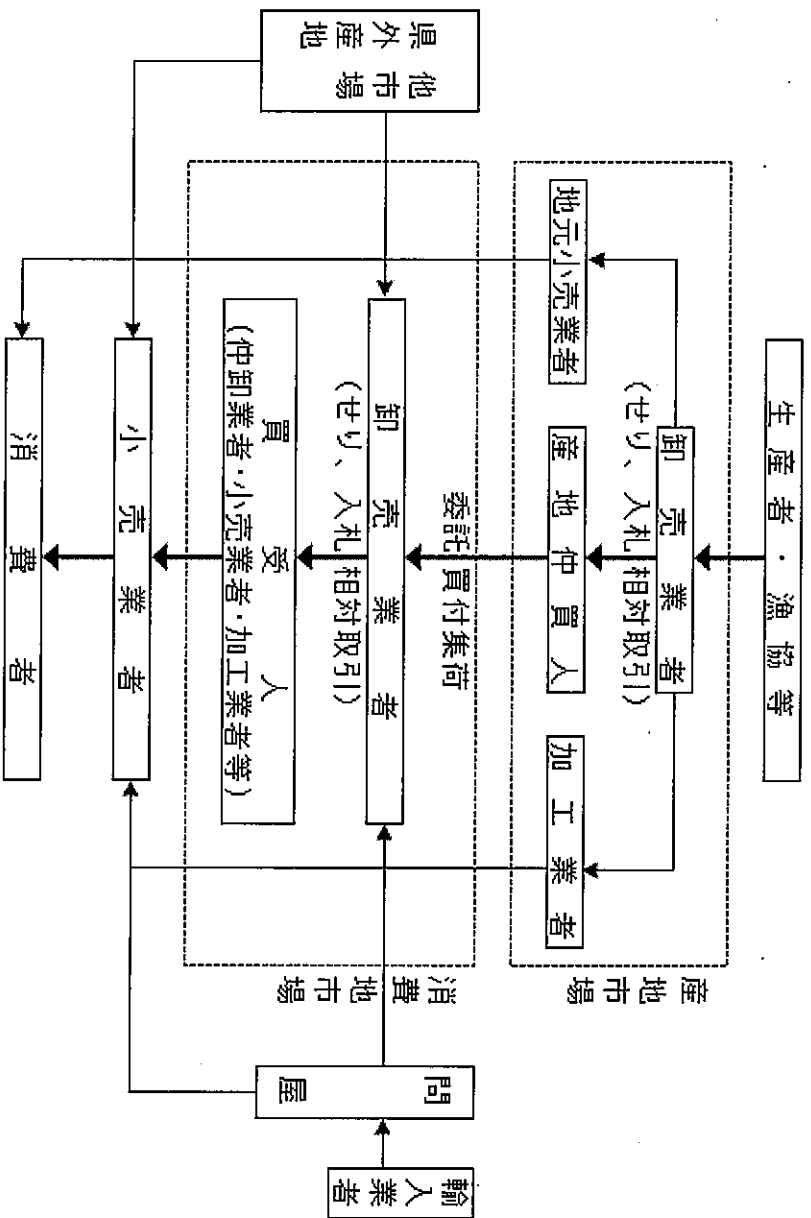 生産者・漁協等
産地市場
卸売業者
(せり、入札、相対取引)
地元小売業者
産地仲買人
加工業者
委託・買付集荷
消費地市場
県外産地
他市場
卸売業者
(せり、入札、相対取引)
問屋
輸入業者
買受人
(仲卸業者・小売業者・加工業者等)
小売業者
消費者